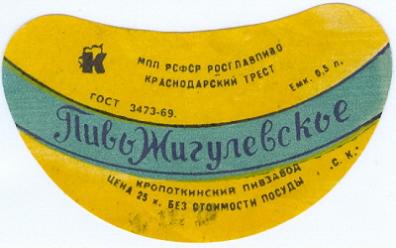 К
МПП РСФСР РОСГЛАВПИВО
КРАСНОДАРСКИЙ ТРЕСТ
Емк. 0,5 л.
ГОСТ 3473-69.
Пиво Жигулевское
КРОПОТКИНСКИЙ ПИВЗАВОД
ЦЕНА 25 к. БЕЗ СТОИМОСТИ ПОСУДЫ
С. К.